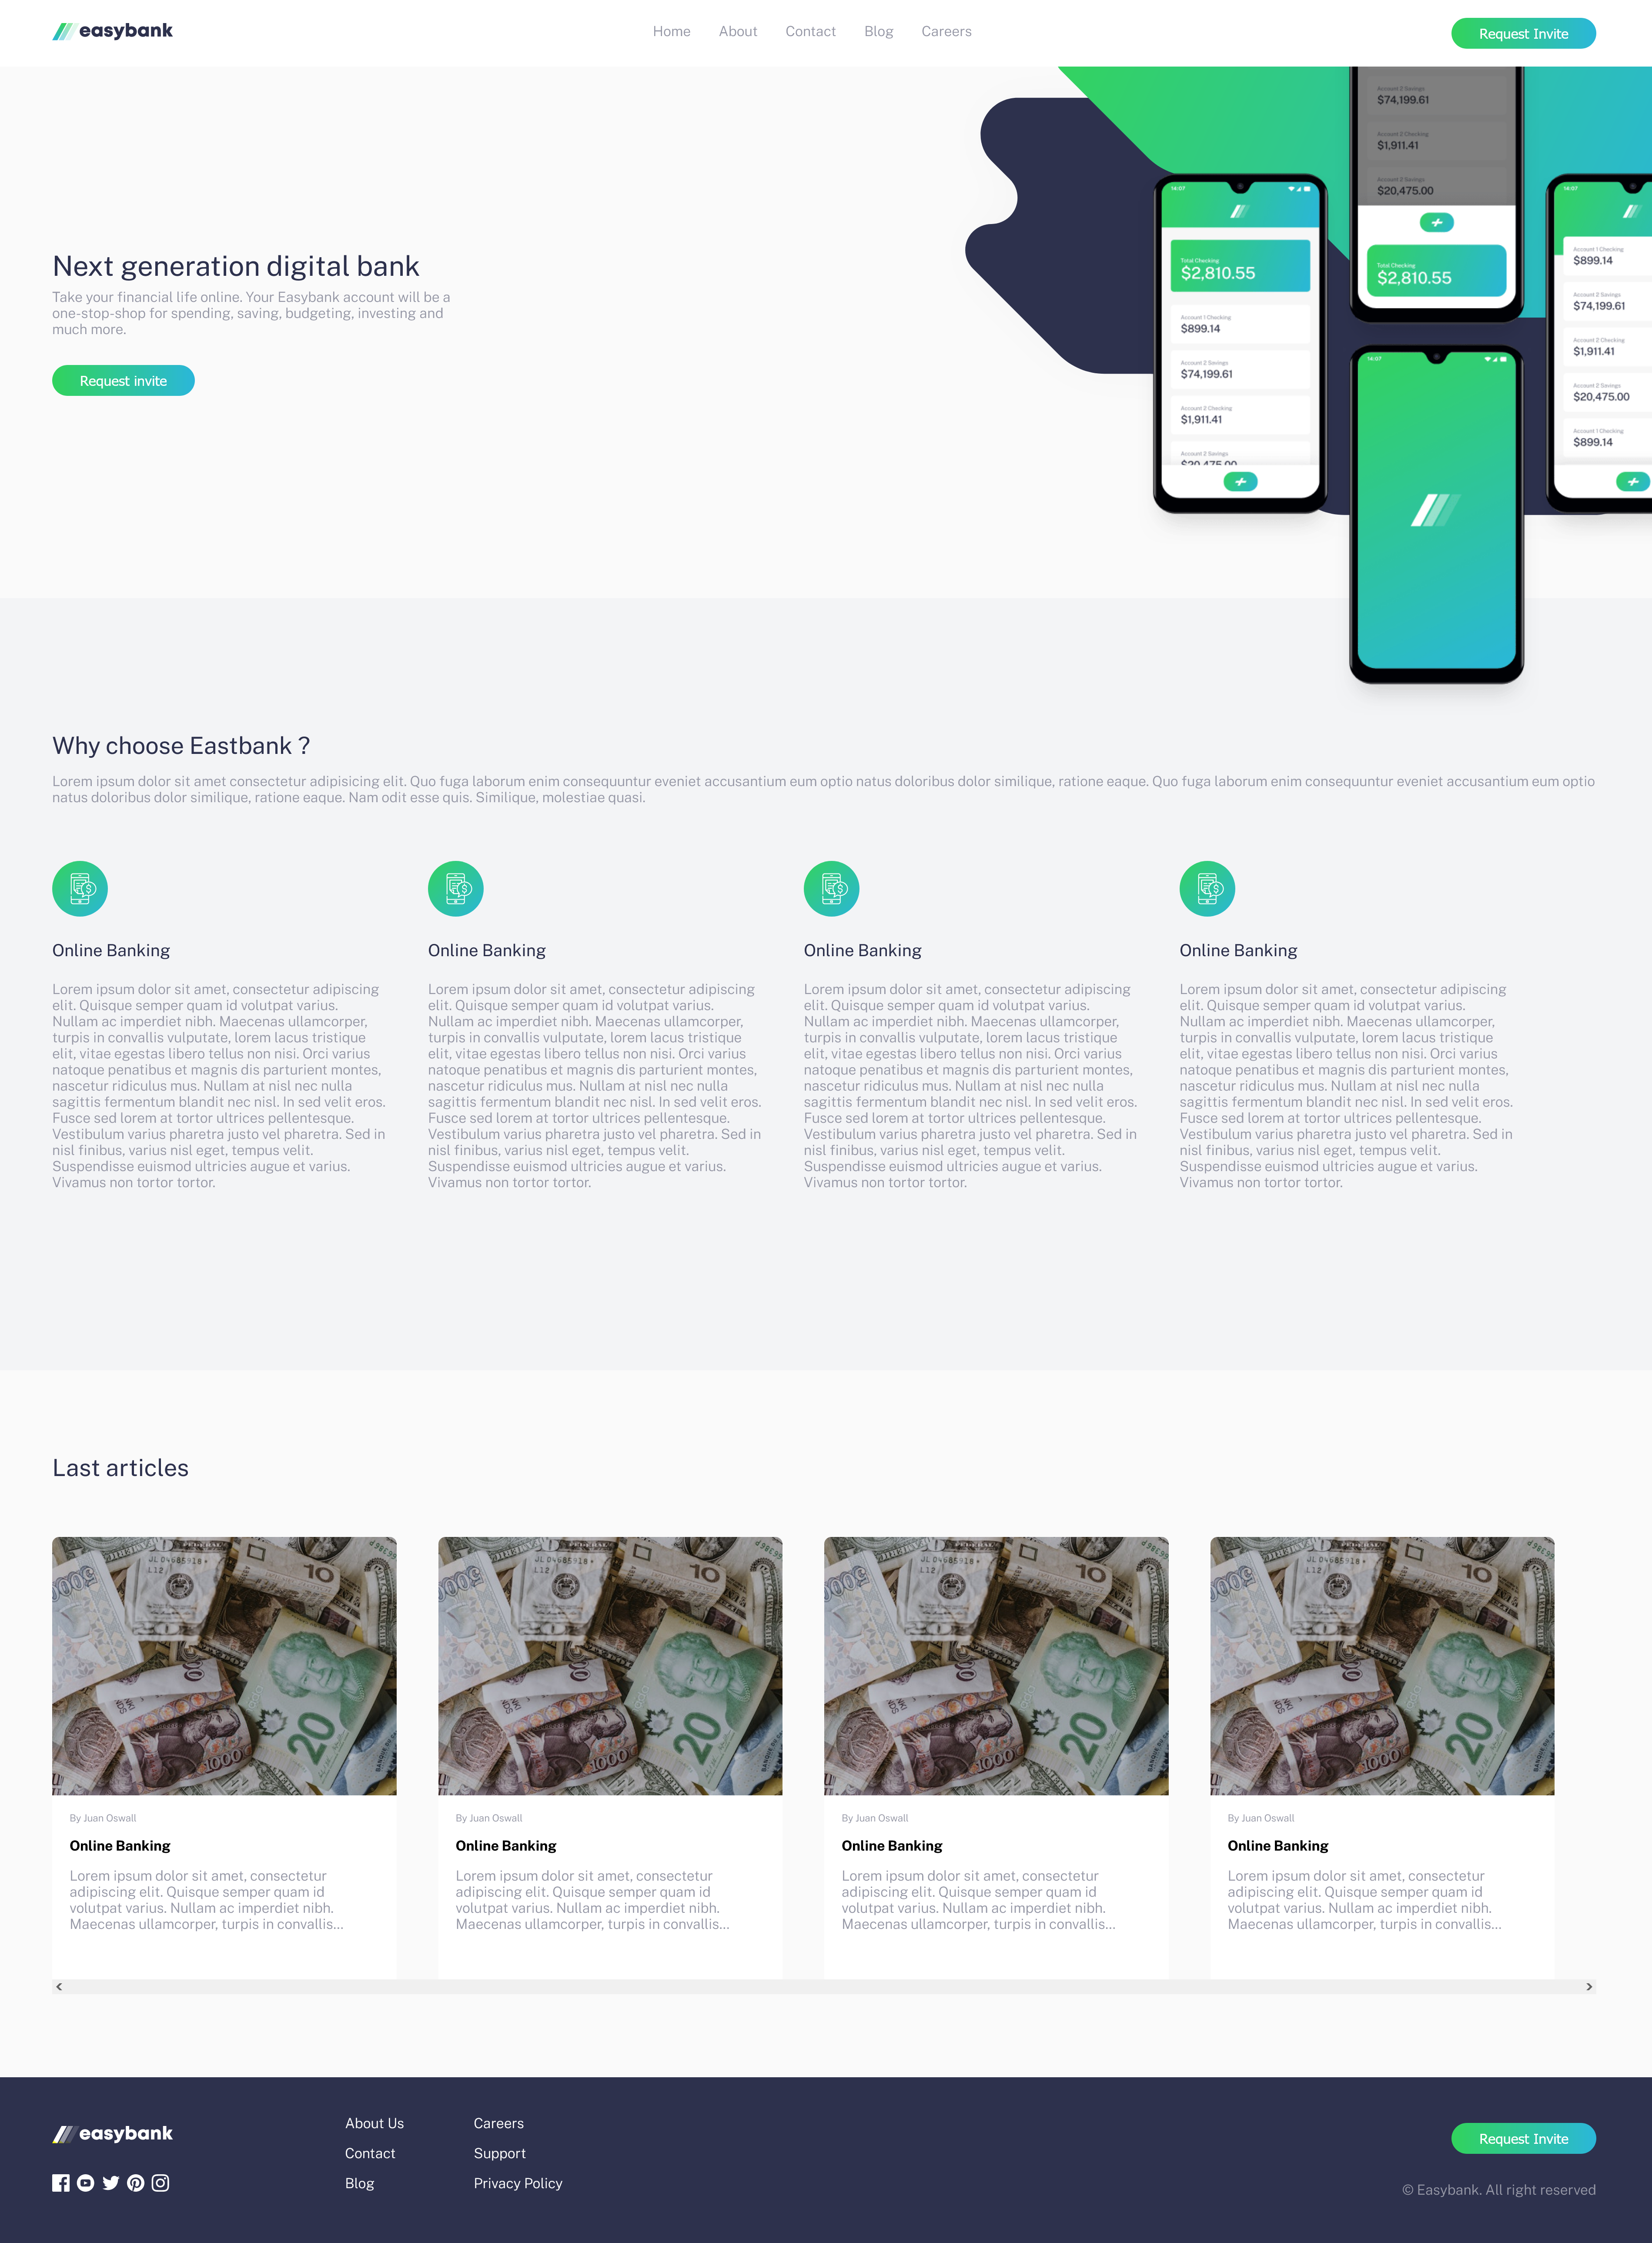 easybank
Home About Contact Blog Careers
Request Invite
Next generation digital bank
Take your financial life online. Your Easybank account will be a
one-stop-shop for spending, saving, budgeting, investing and
much more.
Request invite
Account 2 Savings
$74,199.61
Account 2 Checking
$1,911.41
Account 2 Savings
$20,475.00
Total Checking
$2,810.55
14:07
Total Checking
$2,810.55
Account 1 Checking
$899.14
Account 2 Savings
$74,199.61
Account 2 Checking
$1,911.41
Account 2 Savings
$20,475.00
14:07
Account 1 Checking
$899.14
Account 2 Savings
$74,199.61
Account 2 Checking
$1,911.41
Account 2 Savings
$20,475.00
Account 1 Checking
$899.14
14:07
Why choose Eastbank ?
Lorem ipsum dolor sit amet consectetur adipisicing elit. Quo fuga laborum enim consequuntur eveniet accusantium eum optio natus doloribus dolor similique, ratione eaque. Quo fuga laborum enim consequuntur eveniet accusantium eum optio
natus doloribus dolor similique, ratione eaque. Nam odit esse quis. Similique, molestiae quasi.
Online Banking
Lorem ipsum dolor sit amet, consectetur adipiscing
elit. Quisque semper quam id volutpat varius.
Nullam ac imperdiet nibh. Maecenas ullamcorper,
turpis in convallis vulputate, lorem lacus tristique
elit, vitae egestas libero tellus non nisi. Orci varius
natoque penatibus et magnis dis parturient montes,
nascetur ridiculus mus. Nullam at nisl nec nulla
sagittis fermentum blandit nec nisl. In sed velit eros.
Fusce sed lorem at tortor ultrices pellentesque.
Vestibulum varius pharetra justo vel pharetra. Sed in
nisl finibus, varius nisl eget, tempus velit.
Suspendisse euismod ultricies augue et varius.
Vivamus non tortor tortor.
Online Banking
Lorem ipsum dolor sit amet, consectetur adipiscing
elit. Quisque semper quam id volutpat varius.
Nullam ac imperdiet nibh. Maecenas ullamcorper,
turpis in convallis vulputate, lorem lacus tristique
elit, vitae egestas libero tellus non nisi. Orci varius
natoque penatibus et magnis dis parturient montes,
nascetur ridiculus mus. Nullam at nisl nec nulla
sagittis fermentum blandit nec nisl. In sed velit eros.
Fusce sed lorem at tortor ultrices pellentesque.
Vestibulum varius pharetra justo vel pharetra. Sed in
nisl finibus, varius nisl eget, tempus velit.
Suspendisse euismod ultricies augue et varius.
Vivamus non tortor tortor.
Online Banking
Lorem ipsum dolor sit amet, consectetur adipiscing
elit. Quisque semper quam id volutpat varius.
Nullam ac imperdiet nibh. Maecenas ullamcorper,
turpis in convallis vulputate, lorem lacus tristique
elit, vitae egestas libero tellus non nisi. Orci varius
natoque penatibus et magnis dis parturient montes,
nascetur ridiculus mus. Nullam at nisl nec nulla
sagittis fermentum blandit nec nisl. In sed velit eros.
Fusce sed lorem at tortor ultrices pellentesque.
Vestibulum varius pharetra justo vel pharetra. Sed in
nisl finibus, varius nisl eget, tempus velit.
Suspendisse euismod ultricies augue et varius.
Vivamus non tortor tortor.
Online Banking
Lorem ipsum dolor sit amet, consectetur adipiscing
elit. Quisque semper quam id volutpat varius.
Nullam ac imperdiet nibh. Maecenas ullamcorper,
turpis in convallis vulputate, lorem lacus tristique
elit, vitae egestas libero tellus non nisi. Orci varius
natoque penatibus et magnis dis parturient montes,
nascetur ridiculus mus. Nullam at nisl nec nulla
sagittis fermentum blandit nec nisl. In sed velit eros.
Fusce sed lorem at tortor ultrices pellentesque.
Vestibulum varius pharetra justo vel pharetra. Sed in
nisl finibus, varius nisl eget, tempus velit.
Suspendisse euismod ultricies augue et varius.
Vivamus non tortor tortor.
Last articles
By Juan Oswall
Online Banking
Lorem ipsum dolor sit amet, consectetur
adipiscing elit. Quisque semper quam id
volutpat varius. Nullam ac imperdiet nibh.
Maecenas ullamcorper, turpis in convallis...
By Juan Oswall
Online Banking
Lorem ipsum dolor sit amet, consectetur
adipiscing elit. Quisque semper quam id
volutpat varius. Nullam ac imperdiet nibh.
Maecenas ullamcorper, turpis in convallis...
By Juan Oswall
Online Banking
Lorem ipsum dolor sit amet, consectetur
adipiscing elit. Quisque semper quam id
volutpat varius. Nullam ac imperdiet nibh.
Maecenas ullamcorper, turpis in convallis...
By Juan Oswall
Online Banking
Lorem ipsum dolor sit amet, consectetur
adipiscing elit. Quisque semper quam id
volutpat varius. Nullam ac imperdiet nibh.
Maecenas ullamcorper, turpis in convallis...
easybank
About Us
Contact
Blog
Careers
Support
Privacy Policy
Request Invite
© Easybank. All right reserved